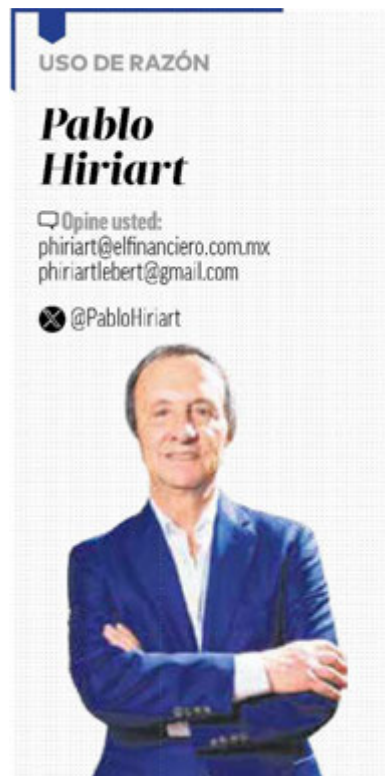 USO DE RAZÓN
Pablo
Hiriart
Opine usted:
phiriart@elfinanciero.com.mx
phiriartlebert@gmail.com
@PabloHiriart